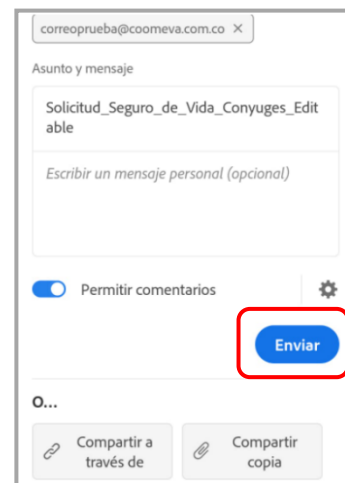 correoprueba@coomeva.com.co ×
Asunto y mensaje
Solicitud_Seguro_de_Vida_Conyuges_Edit
able
Escribir un mensaje personal (opcional)
Permitir comentarios
Enviar
O...
Compartir a
través de
Compartir
copia